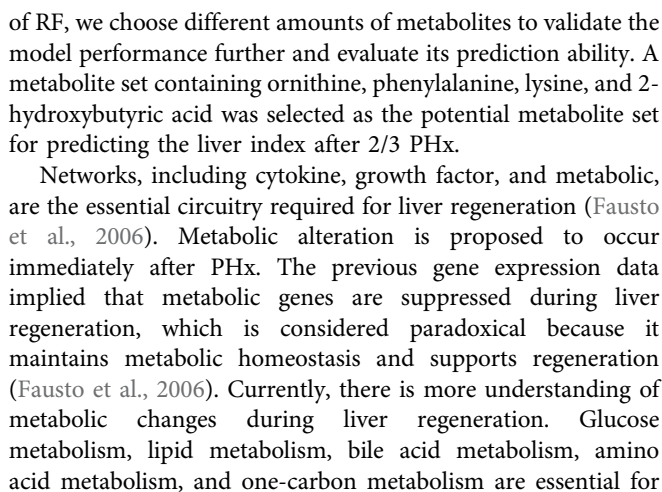 of RF, we choose different amounts of metabolites to validate the
model performance further and evaluate its prediction ability. A
metabolite set containing ornithine, phenylalanine, lysine, and 2-
hydroxybutyric acid was selected as the potential metabolite set
for predicting the liver index after 2/3 PHx.
Networks, including cytokine, growth factor, and metabolic,
are the essential circuitry required for liver regeneration (Fausto
et al., 2006). Metabolic alteration is proposed to occur
immediately after PHx. The previous gene expression data
implied that metabolic genes are suppressed during liver
regeneration, which is considered paradoxical because it
maintains metabolic homeostasis and supports regeneration
(Fausto et al., 2006). Currently, there is more understanding of
metabolic changes during liver regeneration. Glucose
metabolism, lipid metabolism, bile acid metabolism, amino
acid metabolism, and one-carbon metabolism are essential for